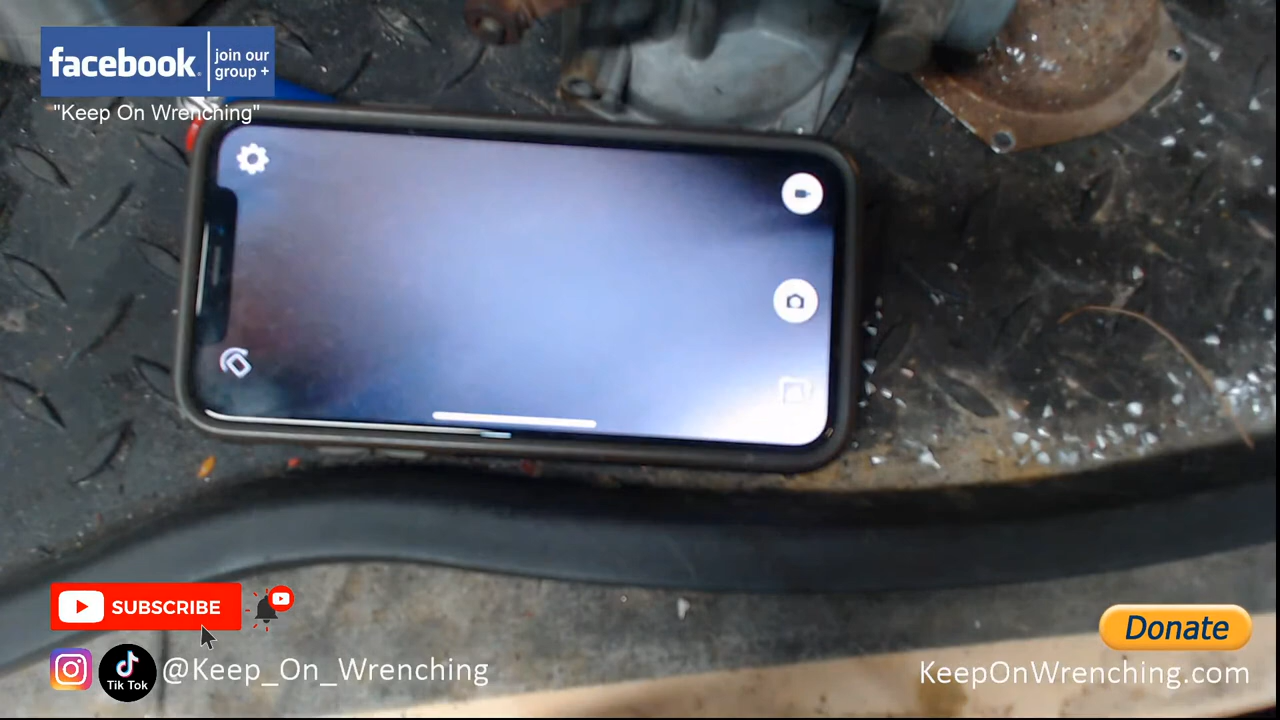 facebook.
join our
group +
"Keep On Wrenching"
SUBSCRIBE
Tik Tok
@Keep_On_Wrenching
Donate
KeepOnWrenching.com